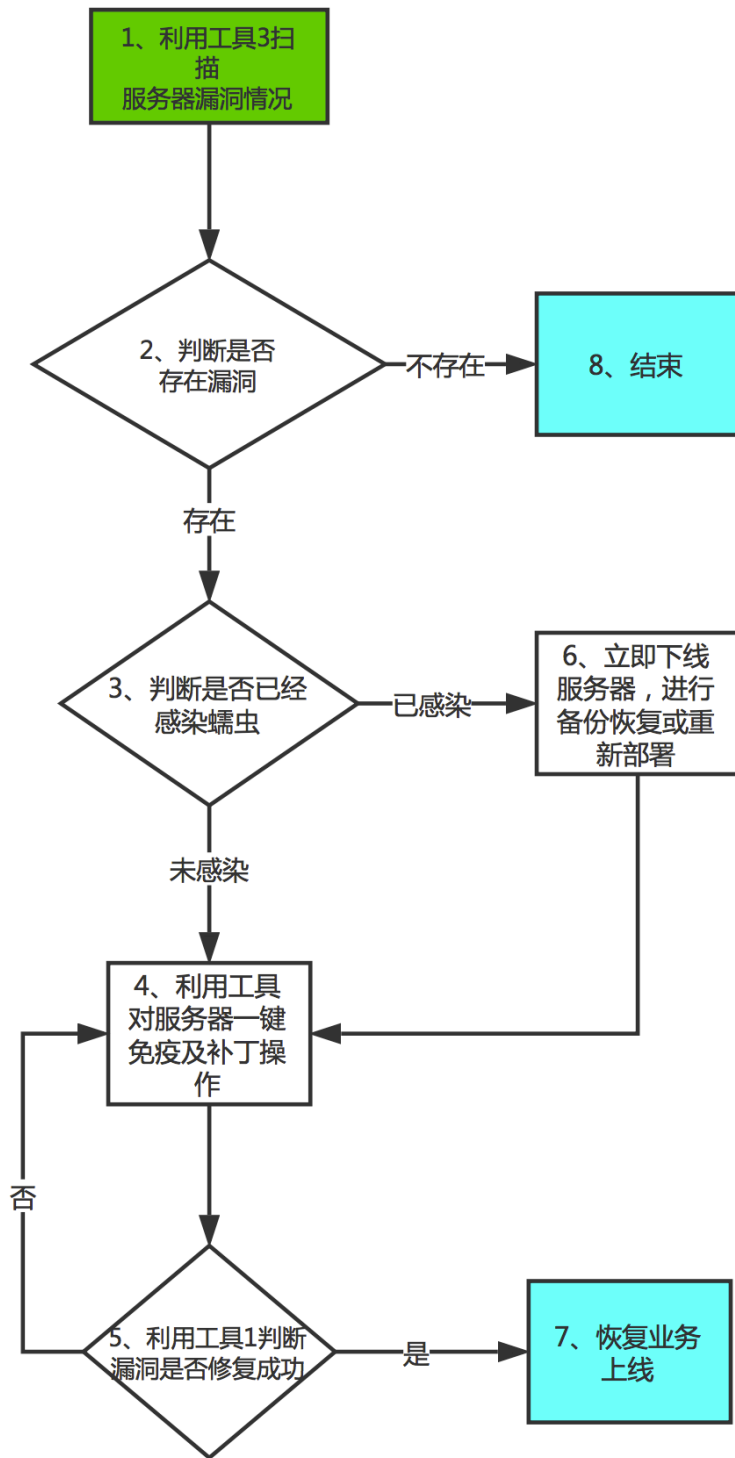 1、利用工具3扫
描
服务器漏洞情况
2、判断是否
存在漏洞
不存在
8、结束
存在
3、判断是否已经
感染蠕虫
已感染
6、立即下线
服务器，进行
备份恢复或重
新部署
未感染
4、利用工具
对服务器一键
免疫及补丁操
作
否
5、利用工具1判断
漏洞是否修复成功
是
7、恢复业务
上线